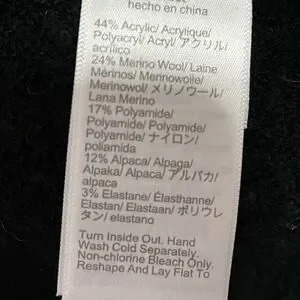 hecho en china
44% Acrylic/ Acrylique/
Polyacryl/ Acryl/ アクリル/
acrílico
24% Merino Wool/ Laine
Mérinos/ Merinowolle/
Merinowol/ メリノウール/
Lana Merino
17% Polyamide/
Polyamide/ Polyamide/
Polyamide/ ナイロン/
poliamida
12% Alpaca/ Alpaga/
Alpaka/ Alpaca/ アルパカ/
alpaca
3% Elastane/ Élasthanne/
Elastan/ Elastaan/ ポリウレ
タン/ elastano
Turn Inside Out. Hand
Wash Cold Separately.
Non-chlorine Bleach Only.
Reshape And Lay Flat To